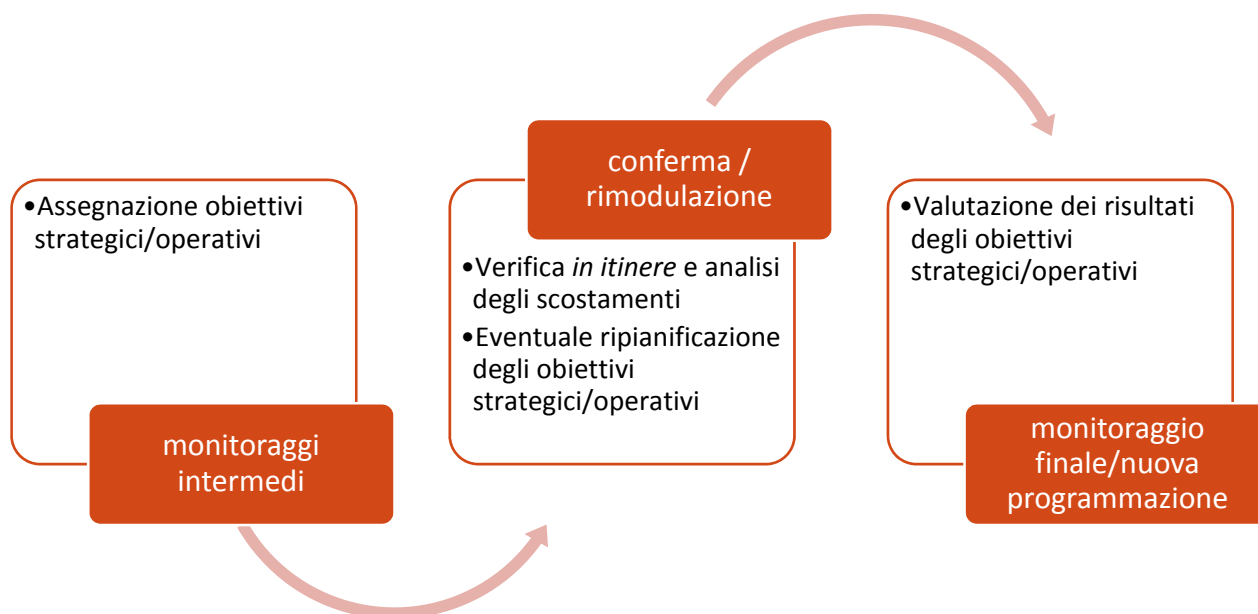 •Assegnazione obiettivi
strategici/operativi
monitoraggi
intermedi
conferma /
rimodulazione
•Verifica in itinere e analisi
degli scostamenti
•Eventuale ripianificazione
degli obiettivi
strategici/operativi
•Valutazione dei risultati
degli obiettivi
strategici/operativi
monitoraggio
finale/nuova
programmazione